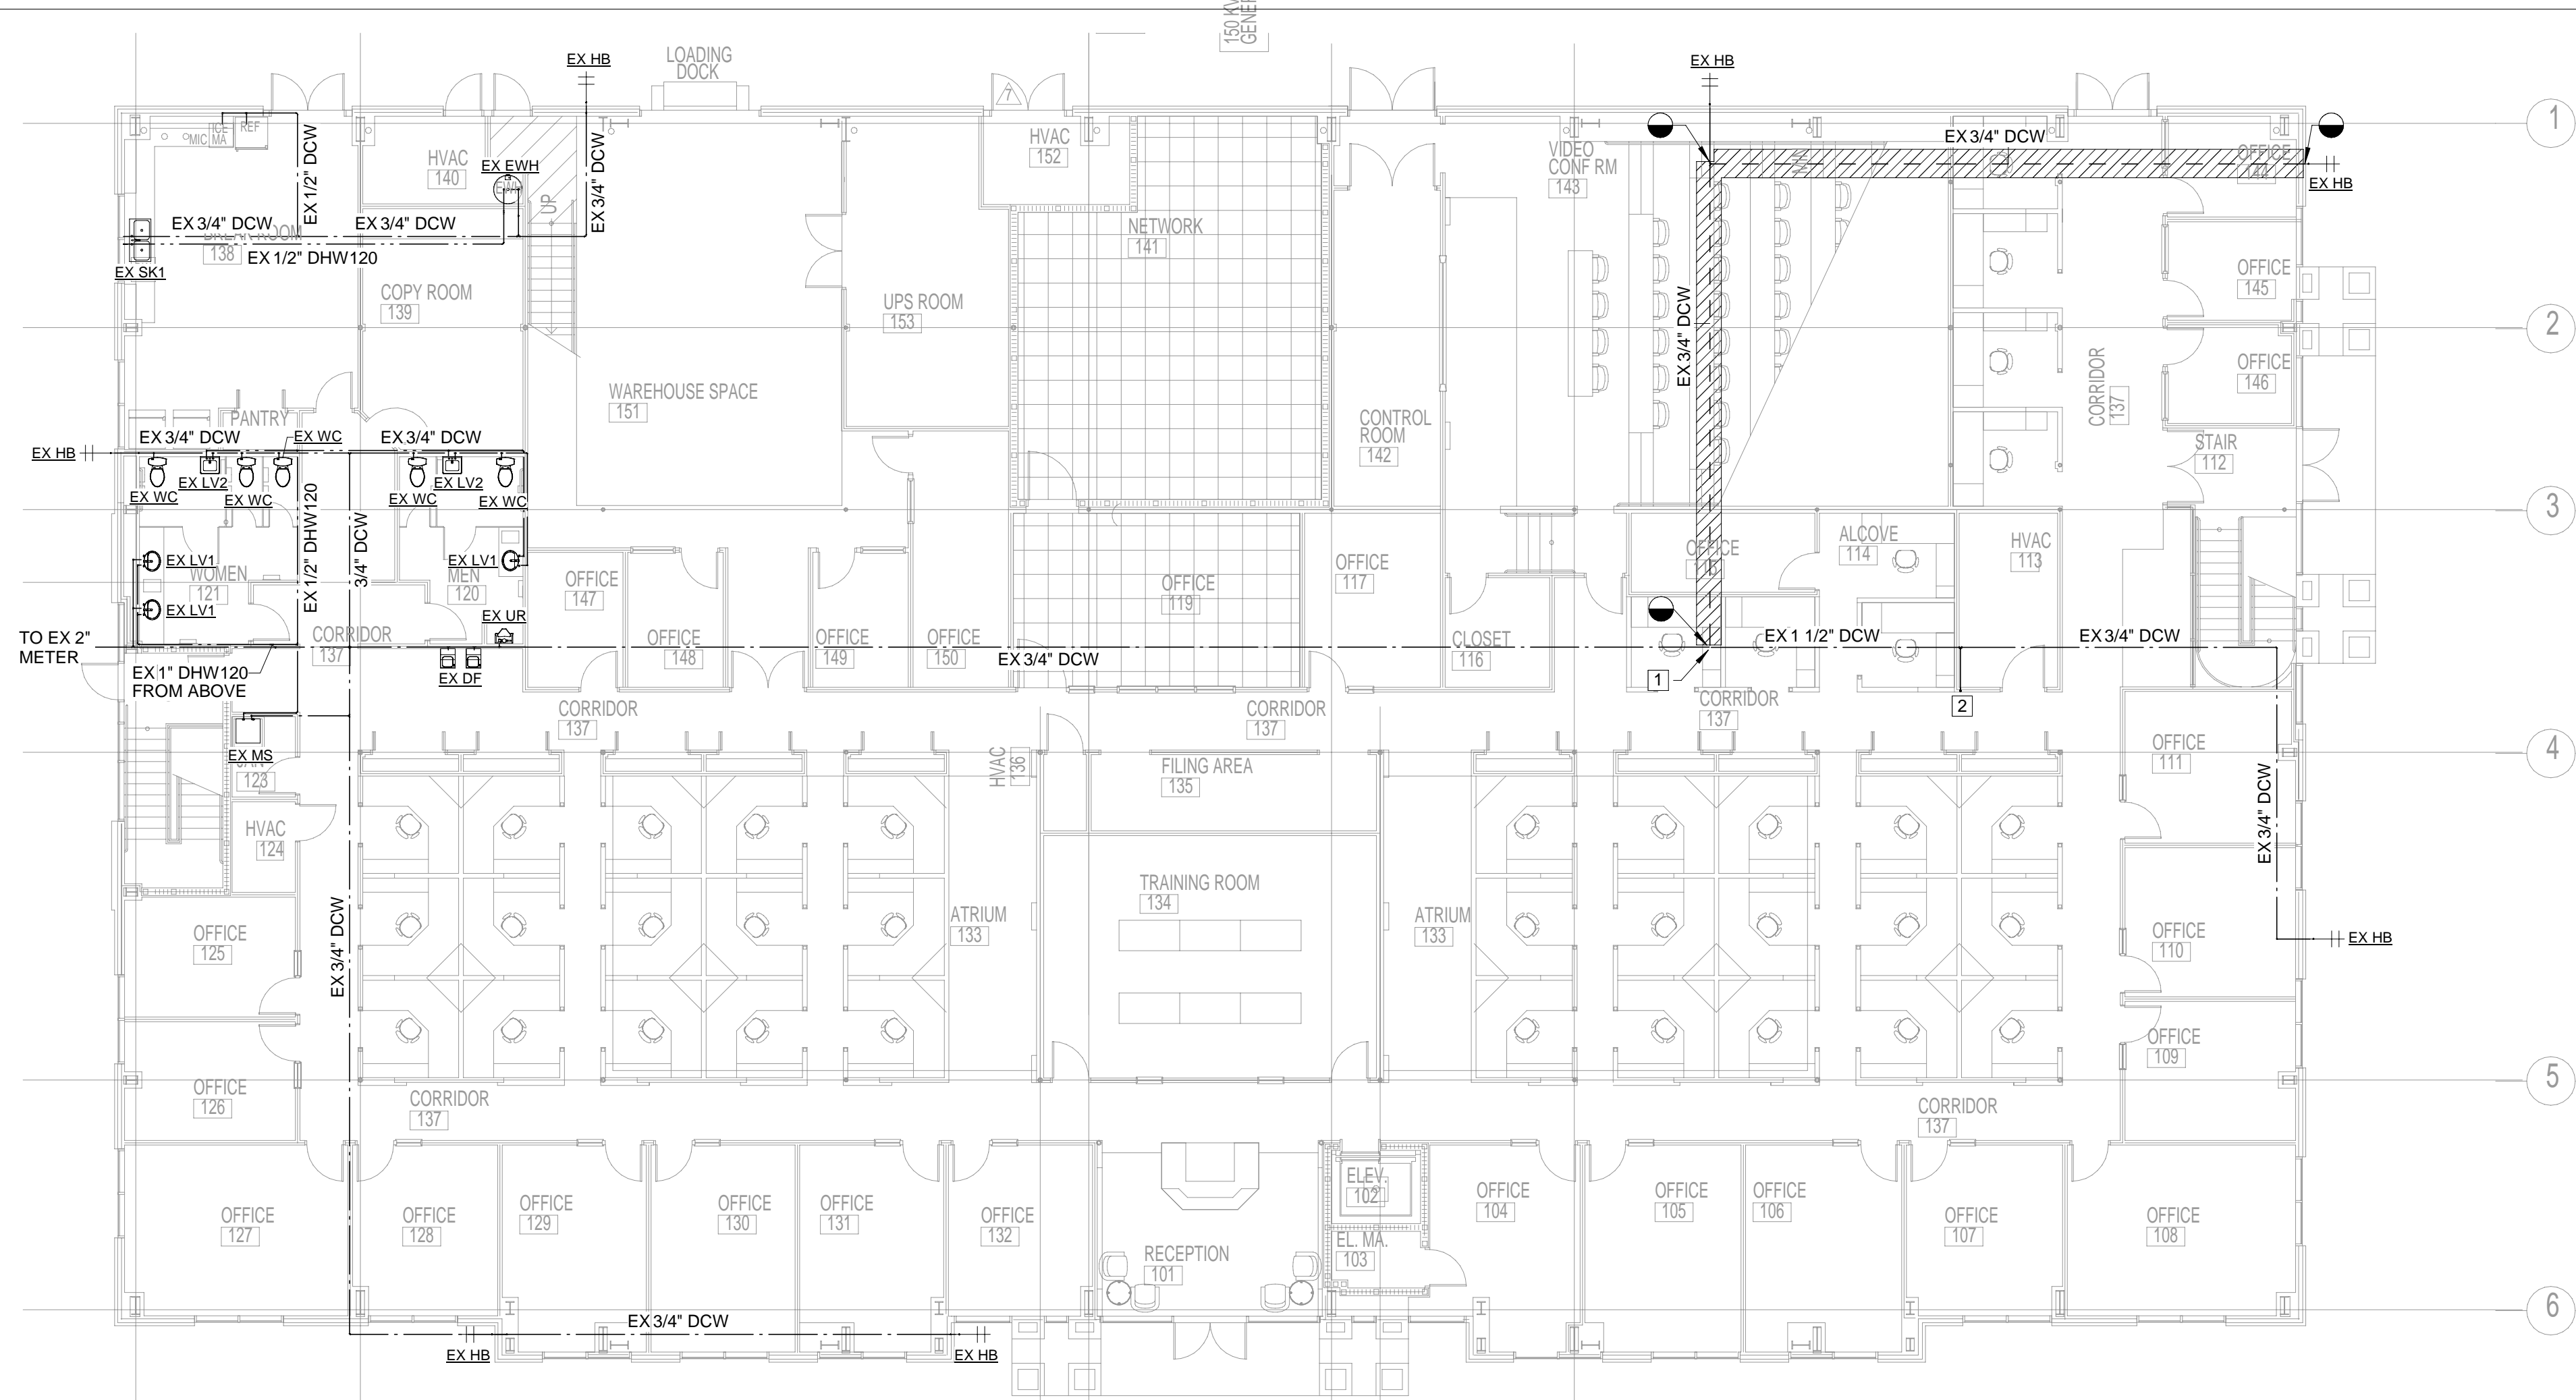 150 KV
LOADING
DOCK
EX HB
EX HB
7
1
EX 1/2" DCW
ICE
REF
MIC
MA
HVAC
140
EX EWH
EWH
EX 3/4" DCW
UP
HVAC
152
VIDEO
CONF RM
143
EX 3/4" DCW
OFFICE
144
EX HB
EX 3/4" DCW
EX 3/4" DCW
138
EX 1/2" DHW120
EX SK1
COPY ROOM
139
UPS ROOM
153
NETWORK
141
EX 3/4" DCW
OFFICE
145
2
OFFICE
146
CORRIDOR
137
WAREHOUSE SPACE
151
PANTRY
CONTROL
ROOM
142
STAIR
112
EX HB
EX 3/4" DCW
EX WC
EX 3/4" DCW
EX WC
EX LV2
EX WC
EX WC
EX LV2
EX WC
EX 1/2" DHW120
3/4" DCW
3
EX LV1
WOMEN
121
EX LV1
EX LV1
MEN
120
EX UR
OFFICE
147
OFFICE
148
OFFICE
149
OFFICE
150
OFFICE
119
OFFICE
117
CLOSET
116
OFFICE
ALCOVE
114
HVAC
113
TO EX 2"
METER
CORRIDOR
137
EX 1" DHW120
FROM ABOVE
EX DF
EX 3/4" DCW
EX 1 1/2" DCW
EX 3/4" DCW
1
2
CORRIDOR
137
CORRIDOR
137
CORRIDOR
137
EX MS
JAN
123
HVAC
136
FILING AREA
135
OFFICE
111
4
EX 3/4" DCW
HVAC
124
TRAINING ROOM
134
ATRIUM
133
ATRIUM
133
EX 3/4" DCW
OFFICE
125
OFFICE
110
EX HB
OFFICE
109
OFFICE
126
CORRIDOR
137
CORRIDOR
137
5
OFFICE
127
OFFICE
128
OFFICE
129
OFFICE
130
OFFICE
131
OFFICE
132
RECEPTION
101
ELEV.
102
EL. MA.
103
OFFICE
104
OFFICE
105
OFFICE
106
OFFICE
107
OFFICE
108
6
EX 3/4" DCW
EX HB
EX HB